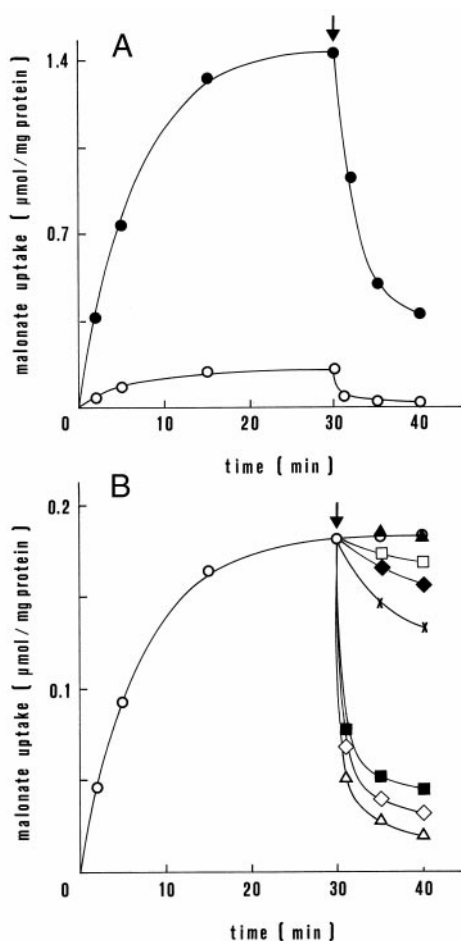 A
1.4
0.7
0
malonate uptake ( µmol/mg protein )
10 20 30 40
time ( min )
B
0.2
0.1
0
malonate uptake ( µmol/mg protein )
10 20 30 40
time ( min )